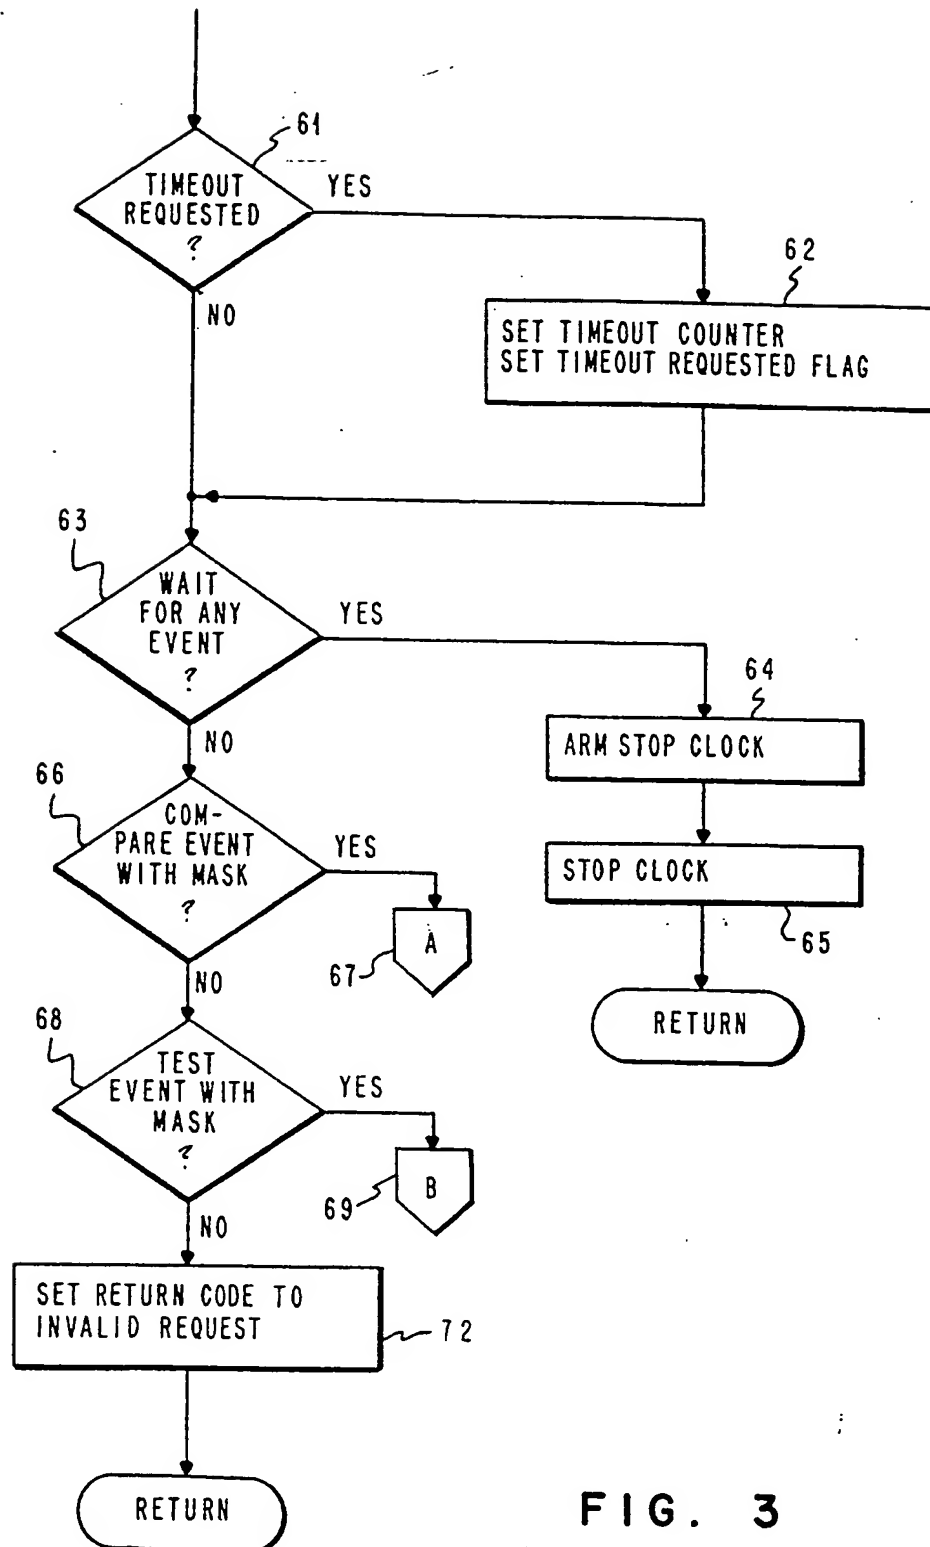 61
TIMEOUT
REQUESTED
?
YES
NO
62
SET TIMEOUT COUNTER
SET TIMEOUT REQUESTED FLAG
63
WAIT
FOR ANY
EVENT
?
YES
NO
64
ARM STOP CLOCK
STOP CLOCK
65
RETURN
66
COM-
PARE EVENT
WITH MASK
?
YES
A
67
NO
68
TEST
EVENT WITH
MASK
?
YES
B
69
NO
SET RETURN CODE TO
INVALID REQUEST
72
RETURN
FIG. 3